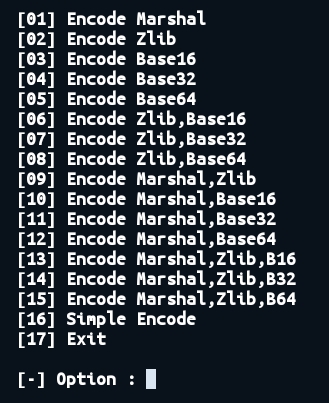 [01] Encode Marshal
[02] Encode Zlib
[03] Encode Base16
[04] Encode Base32
[05] Encode Base64
[06] Encode Zlib,Base16
[07] Encode Zlib,Base32
[08] Encode Zlib,Base64
[09] Encode Marshal,Zlib
[10] Encode Marshal,Base16
[11] Encode Marshal,Base32
[12] Encode Marshal,Base64
[13] Encode Marshal,Zlib,B16
[14] Encode Marshal,Zlib,B32
[15] Encode Marshal,Zlib,B64
[16] Simple Encode
[17] Exit
[-] Option :